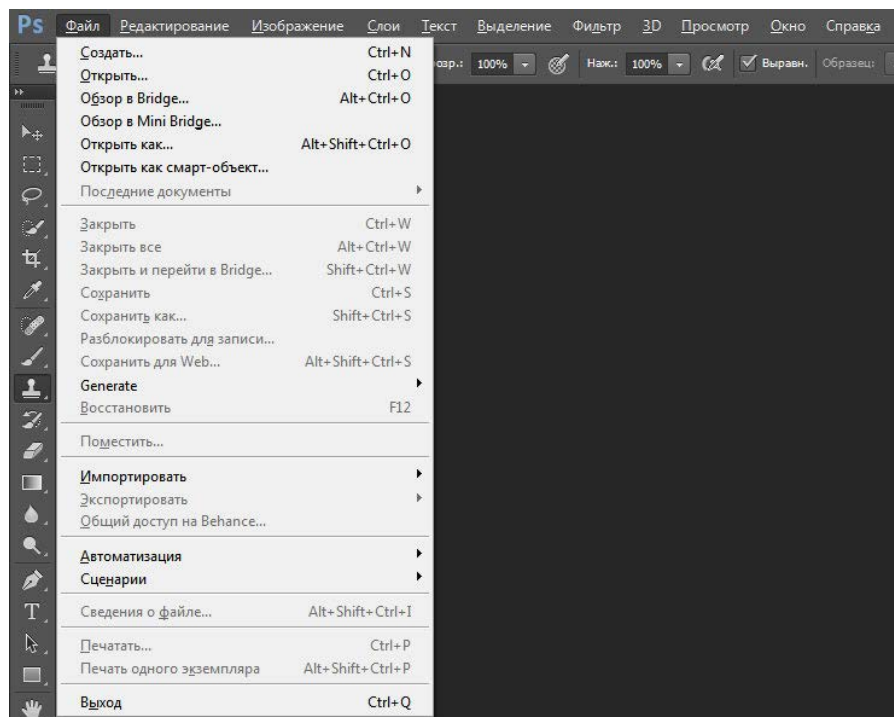 Ps Файл Редактирование Изображение Слои Текст Выделение Фильтр 3D Просмотр Окно Справка
100% Наж.: 100% Выравн. Образец:
Создать... Ctrl+N
Открыть... Ctrl+O
Обзор в Bridge... Alt+Ctrl+O
Обзор в Mini Bridge...
Открыть как... Alt+Shift+Ctrl+O
Открыть как смарт-объект...
Последние документы
Закрыть Ctrl+W
Закрыть все Alt+Ctrl+W
Закрыть и перейти в Bridge... Shift+Ctrl+W
Сохранить Ctrl+S
Сохранить как... Shift+Ctrl+S
Разблокировать для записи...
Сохранить для Web... Alt+Shift+Ctrl+S
Generate
Восстановить F12
Поместить...
Импортировать
Экспортировать
Общий доступ на Behance...
Автоматизация
Сценарии
Сведения о файле... Alt+Shift+Ctrl+I
Печатать... Ctrl+P
Печать одного экземпляра Alt+Shift+Ctrl+P
Выход Ctrl+Q